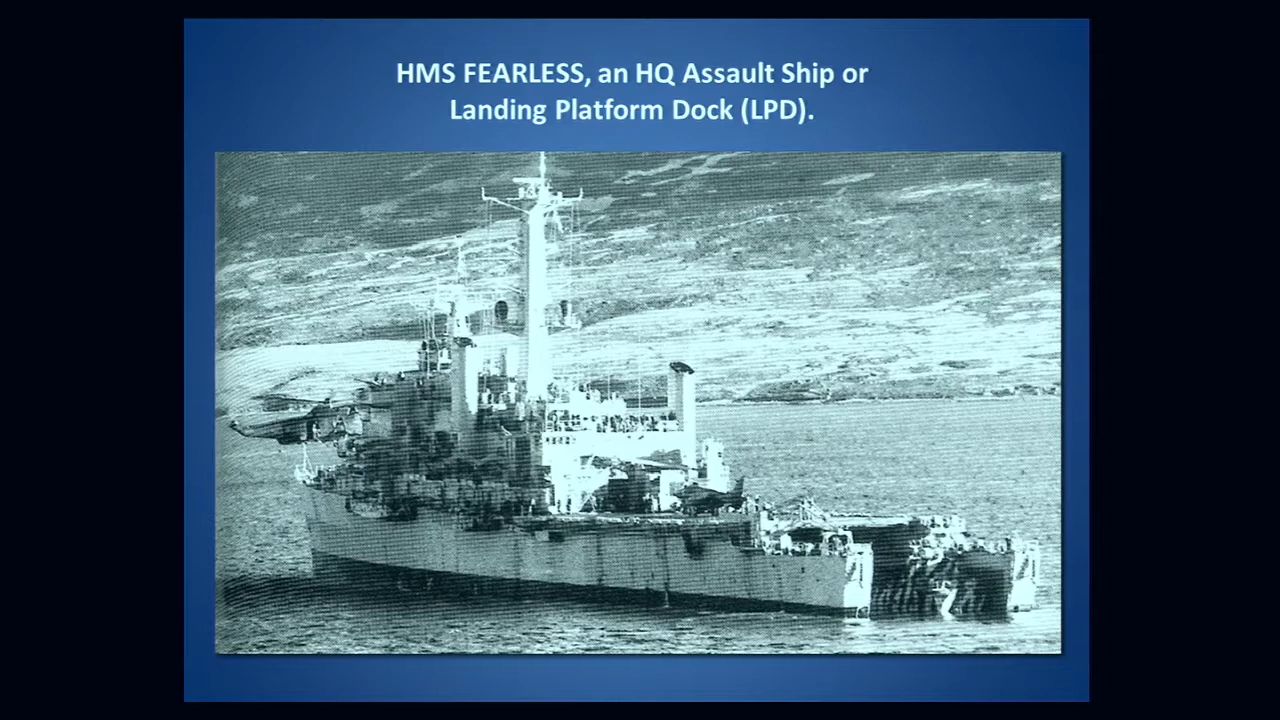 HMS FEARLESS, an HQ Assault Ship or
Landing Platform Dock (LPD).